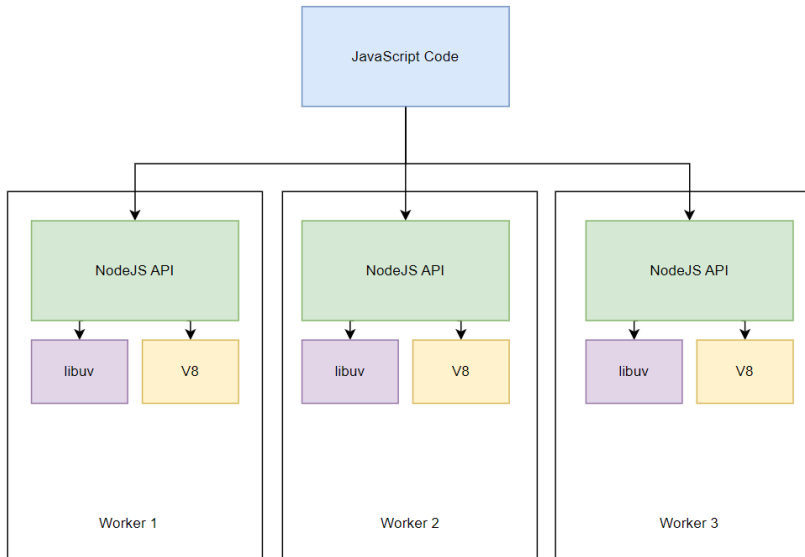 JavaScript Code
NodeJS API
NodeJS API
NodeJS API
libuv
V8
libuv
V8
libuv
V8
Worker 1
Worker 2
Worker 3